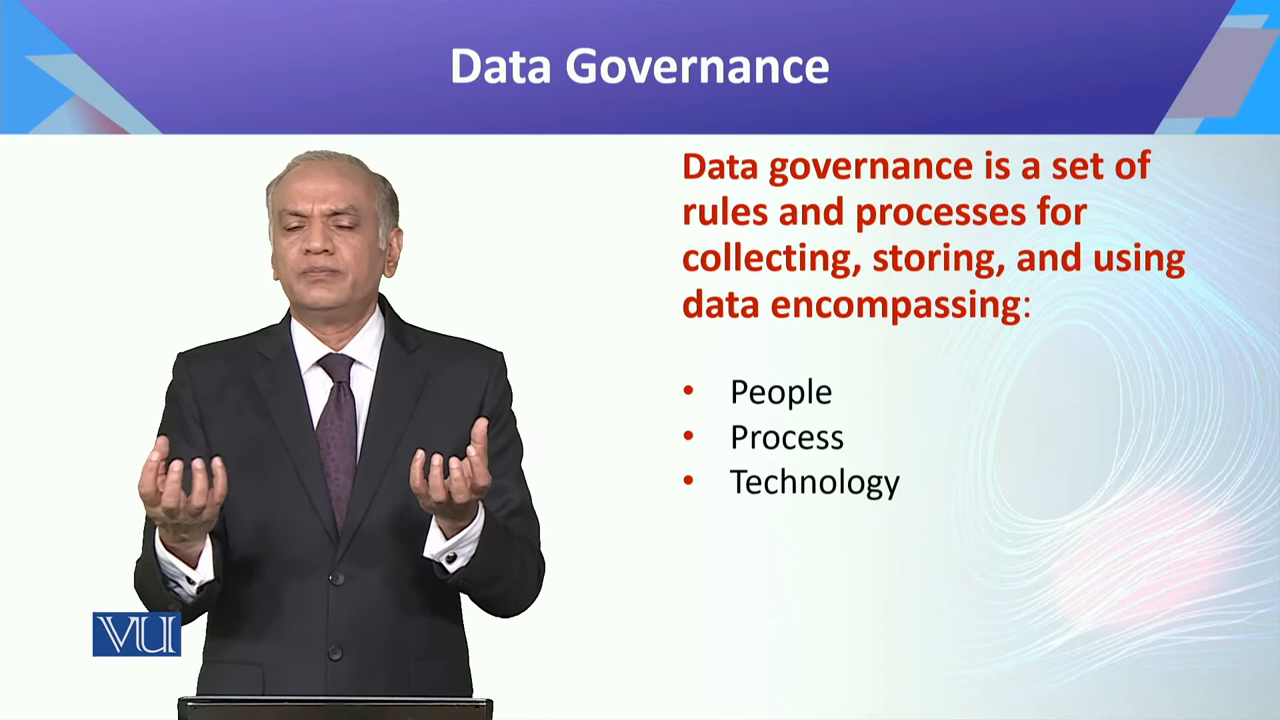 Data Governance
Data governance is a set of
rules and processes for
collecting, storing, and using
data encompassing:
• People
• Process
• Technology
VU